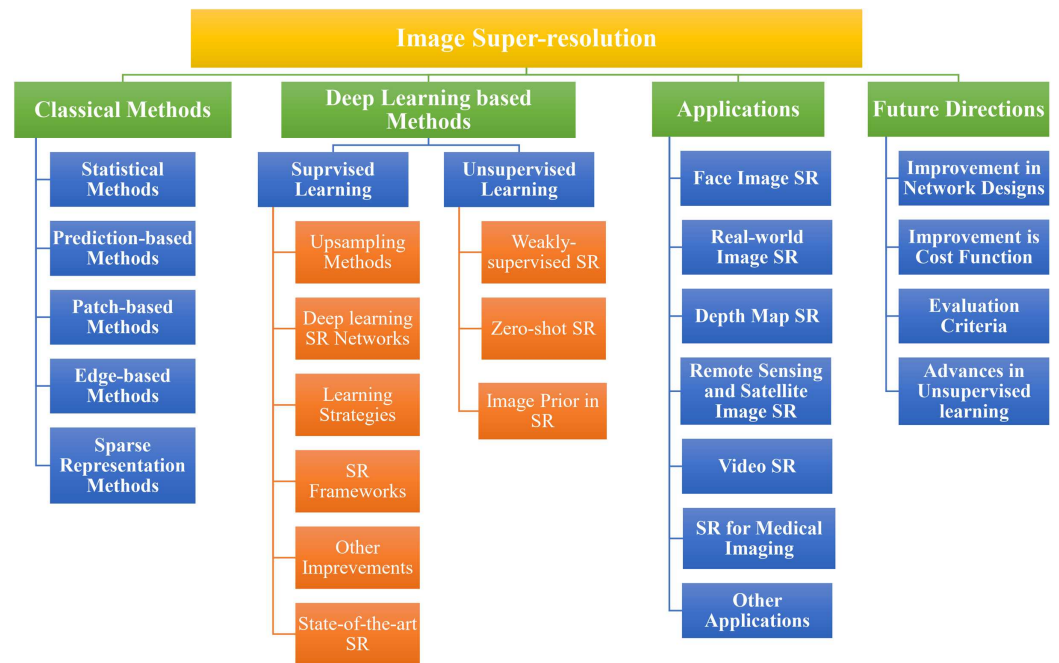 Image Super-resolution
Classical Methods
Statistical
Methods
Prediction-based
Methods
Patch-based
Methods
Edge-based
Methods
Sparse
Representation
Methods
Deep Learning based
Methods
Suprvised
Learning
Upsampling
Methods
Deep learning
SR Networks
Learning
Strategies
SR
Frameworks
Other
Imprevements
State-of-the-art
SR
Unsupervised
Learning
Weakly-
supervised SR
Zero-shot SR
Image Prior in
SR
Applications
Face Image SR
Real-world
Image SR
Depth Map SR
Remote Sensing
and Satellite
Image SR
Video SR
SR for Medical
Imaging
Other
Applications
Future Directions
Improvement in
Network Designs
Improvement is
Cost Function
Evaluation
Criteria
Advances in
Unsupervised
learning